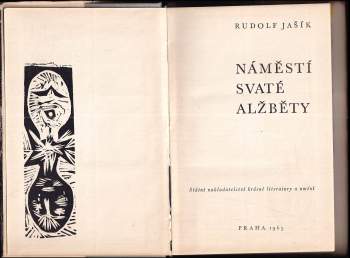 RUDOLF JAŠÍK
NÁMĚSTÍ
SVATÉ
ALŽBĚTY
Státní nakladatelství krásné literatury a umění
PRAHA 1963